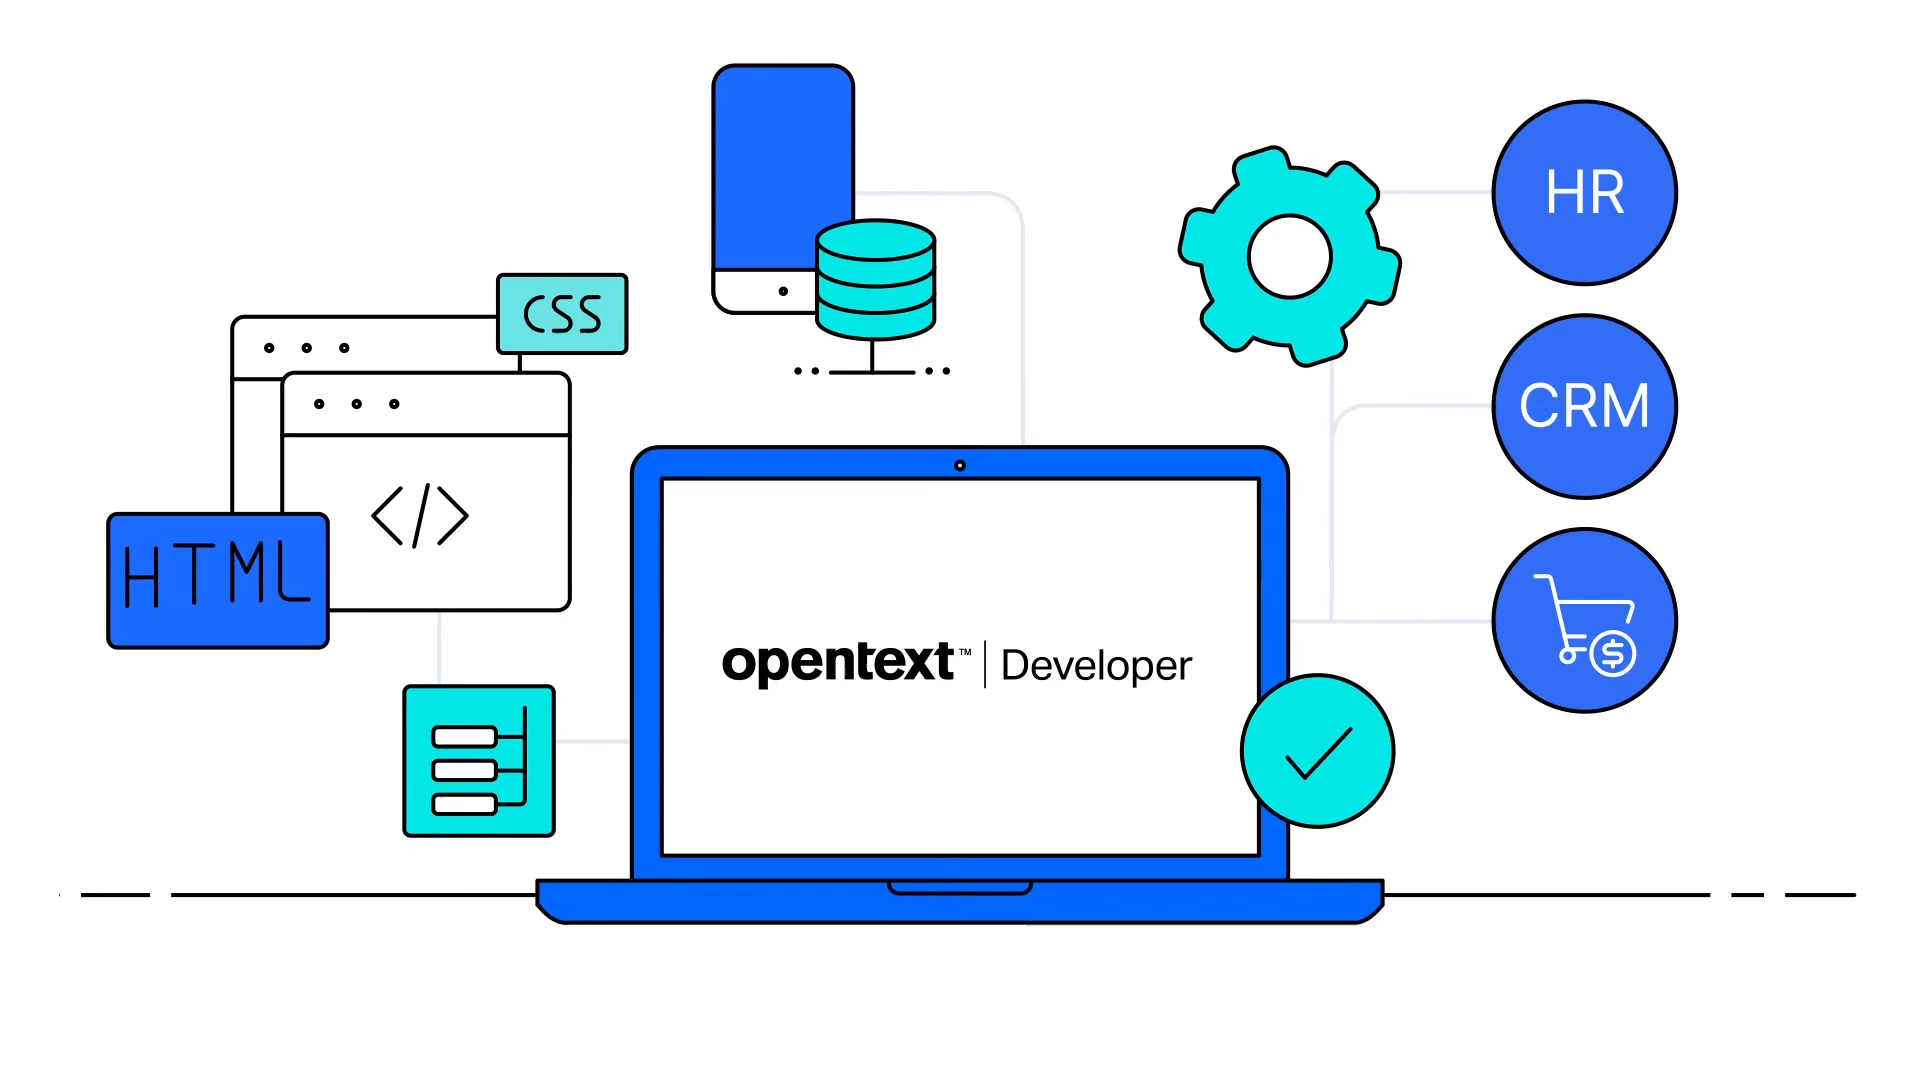 HR
CSS
CRM
</>
HTML
opentext™ | Developer
$